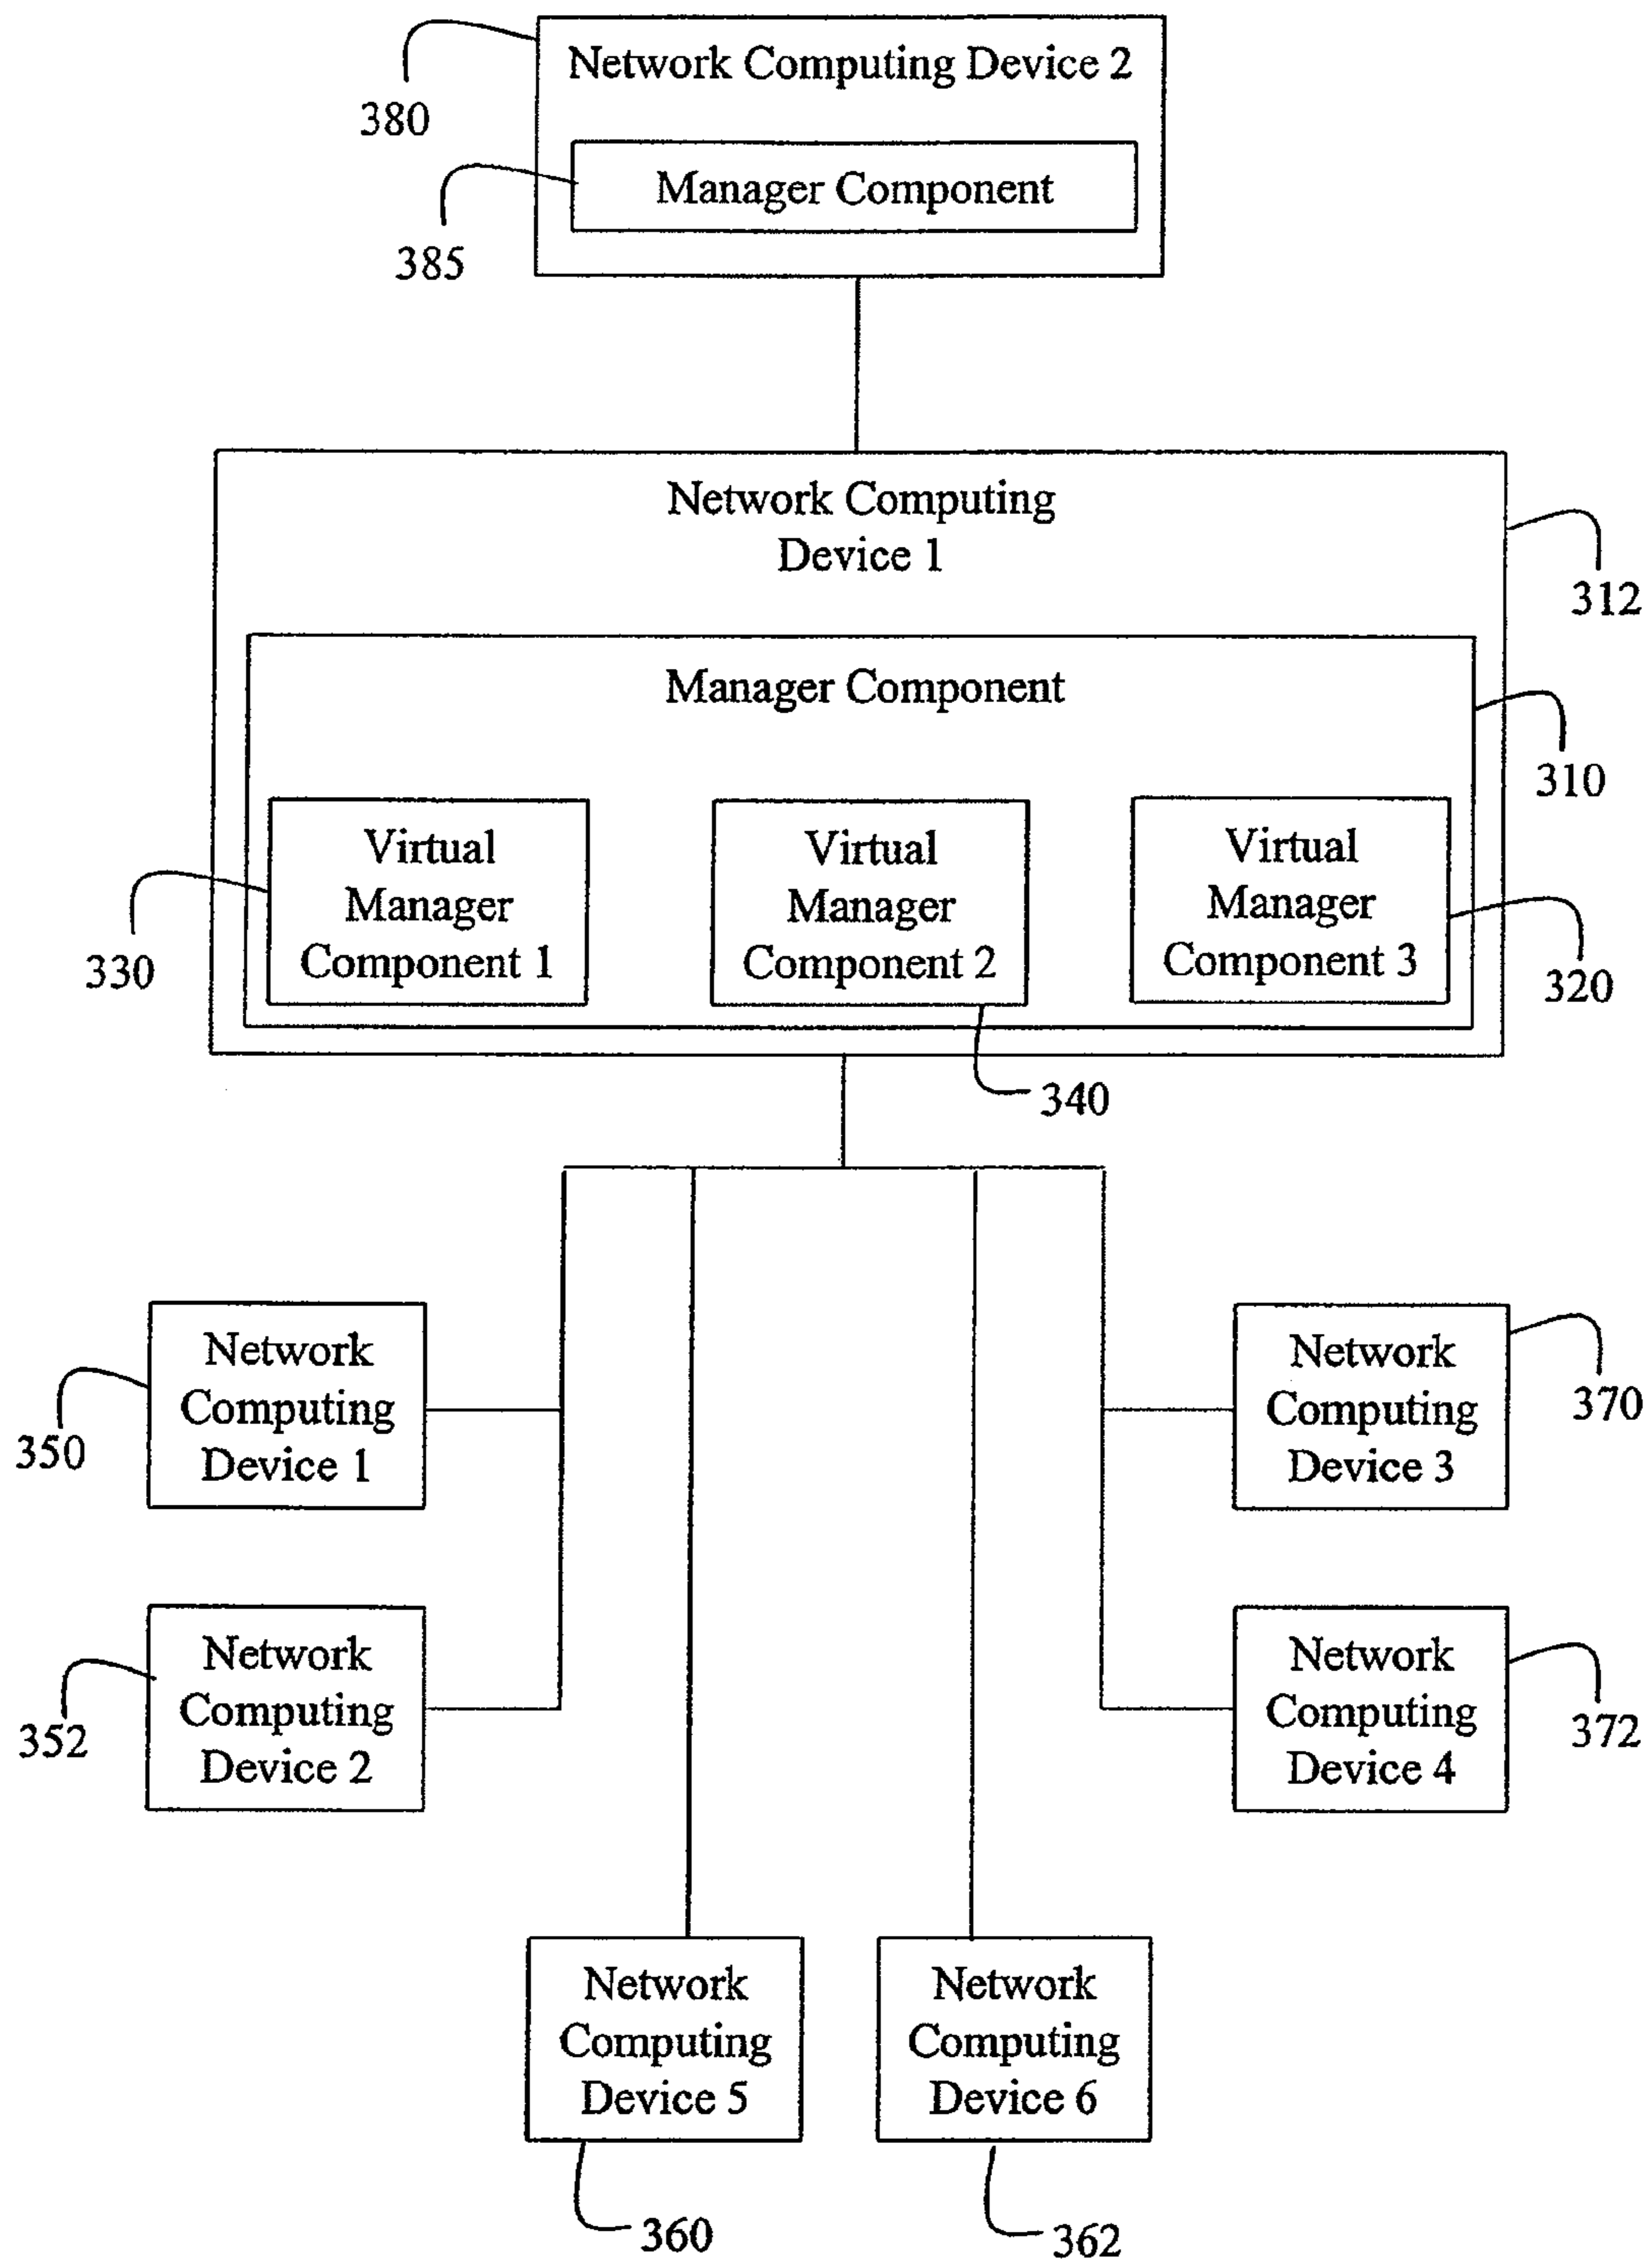 Network Computing Device 2
380
Manager Component
385
Network Computing
Device 1
312
Manager Component
310
Virtual
Manager
Component 1
330
Virtual
Manager
Component 2
340
Virtual
Manager
Component 3
320
Network
Computing
Device 1
350
Network
Computing
Device 3
370
Network
Computing
Device 2
352
Network
Computing
Device 4
372
Network
Computing
Device 5
360
Network
Computing
Device 6
362